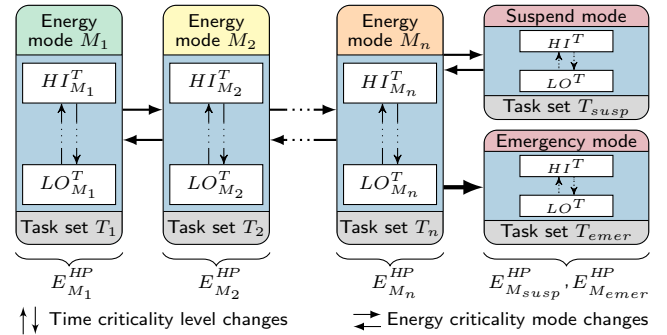 Energy mode M_1
HI^T_{M_1}
LO^T_{M_1}
Task set T_1
E^{HP}_{M_1}
Energy mode M_2
HI^T_{M_2}
LO^T_{M_2}
Task set T_2
E^{HP}_{M_2}
Energy mode M_n
HI^T_{M_n}
LO^T_{M_n}
Task set T_n
E^{HP}_{M_n}
Suspend mode
HI^T
LO^T
Task set T_{susp}
Emergency mode
HI^T
LO^T
Task set T_{emer}
E^{HP}_{M_{susp}}, E^{HP}_{M_{emer}}
Time criticality level changes
Energy criticality mode changes